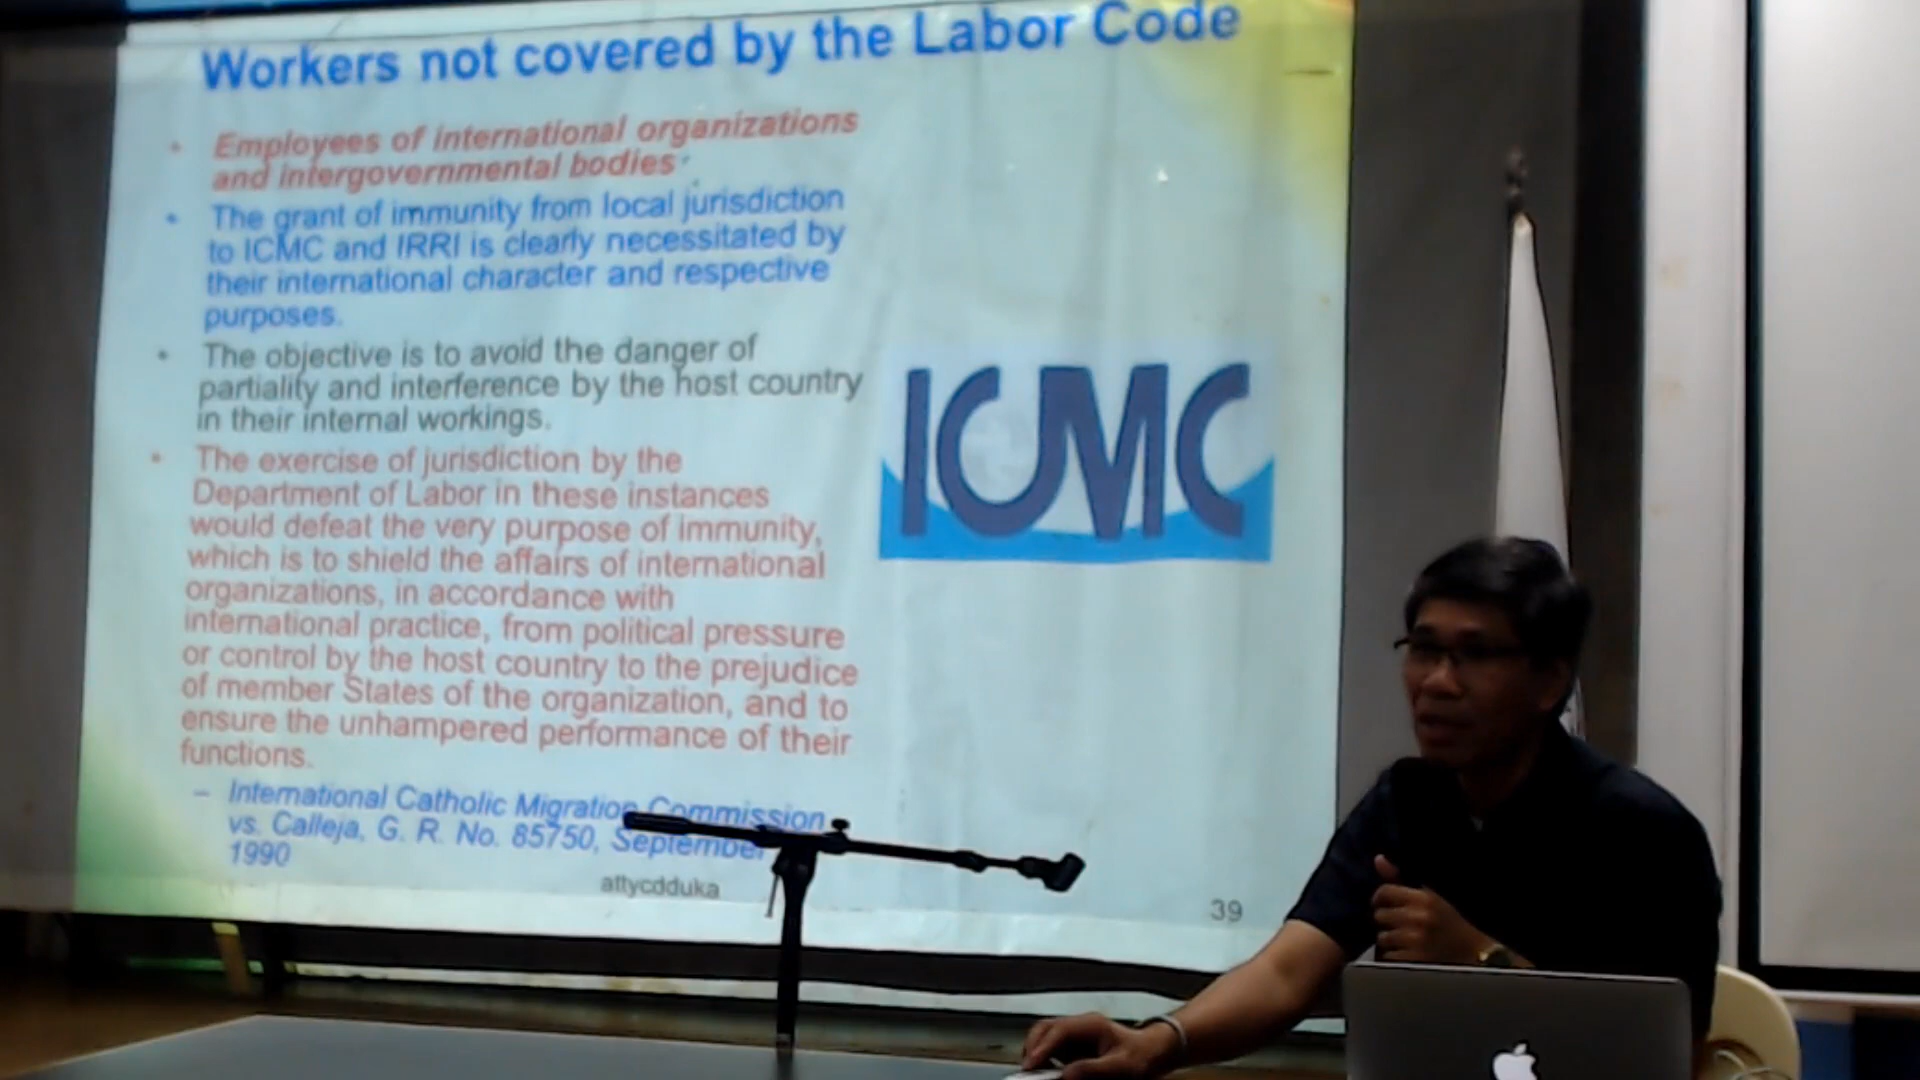 Workers not covered by the Labor Code
• Employees of international organizations
and intergovernmental bodies
• The grant of immunity from local jurisdiction
to ICMC and IRRI is clearly necessitated by
their international character and respective
purposes.
• The objective is to avoid the danger of
partiality and interference by the host country
in their internal workings.
• The exercise of jurisdiction by the
Department of Labor in these instances
would defeat the very purpose of immunity,
which is to shield the affairs of international
organizations, in accordance with
international practice, from political pressure
or control by the host country to the prejudice
of member States of the organization, and to
ensure the unhampered performance of their
functions.
– International Catholic Migration Commission
vs. Calleja, G. R. No. 85750, September
1990
ICMC
attycdduka
39